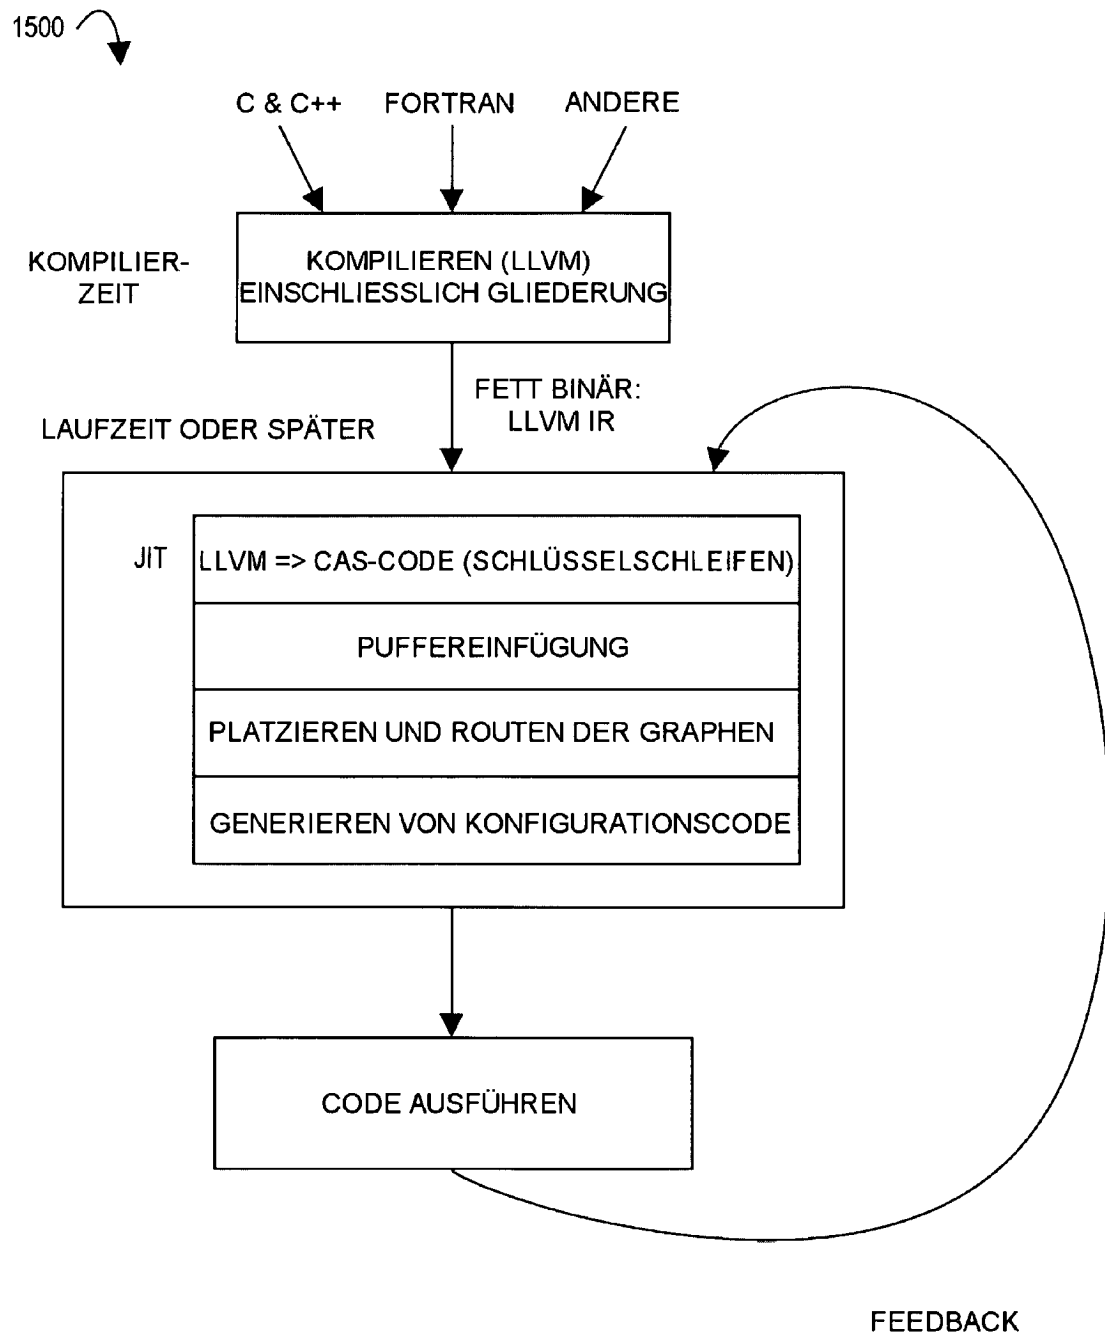 1500
C & C++
FORTRAN
ANDERE
KOMPILIER-
ZEIT
KOMPILIEREN (LLVM)
EINSCHLIESSLICH GLIEDERUNG
FETT BINÄR:
LLVM IR
LAUFZEIT ODER SPÄTER
JIT
LLVM => CAS-CODE (SCHLÜSSELSCHLEIFEN)
PUFFEREINFÜGUNG
PLATZIEREN UND ROUTEN DER GRAPHEN
GENERIEREN VON KONFIGURATIONSCODE
CODE AUSFÜHREN
FEEDBACK